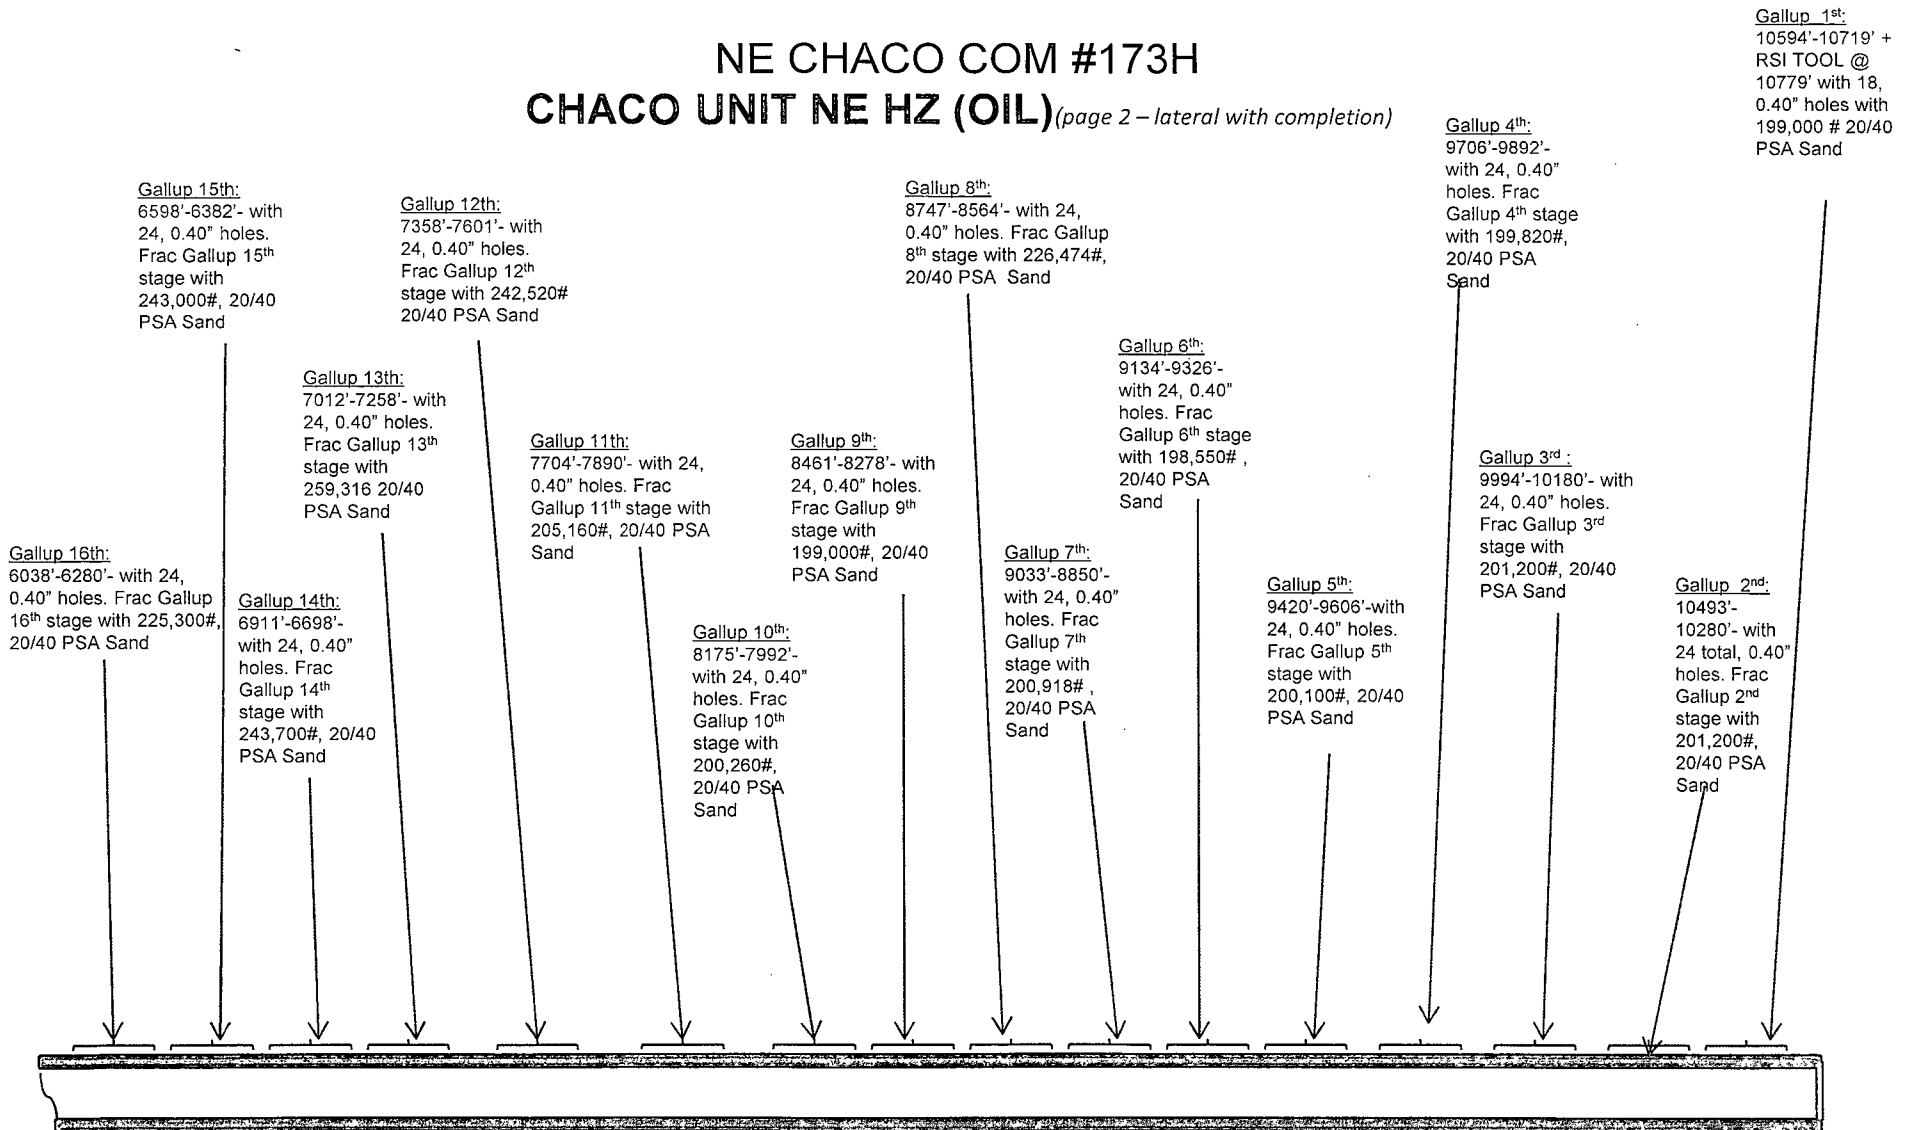 NE CHACO COM #173H
CHACO UNIT NE HZ (OIL)(page 2 – lateral with completion)
Gallup 1st:
10594’-10719’ +
RSI TOOL @
10779’ with 18,
0.40” holes with
199,000 # 20/40
PSA Sand
Gallup 4th:
9706’-9892’-
with 24, 0.40”
holes. Frac
Gallup 4th stage
with 199,820#,
20/40 PSA
Sand
Gallup 15th:
6598’-6382’- with
24, 0.40” holes.
Frac Gallup 15th
stage with
243,000#, 20/40
PSA Sand
Gallup 12th:
7358’-7601’- with
24, 0.40” holes.
Frac Gallup 12th
stage with 242,520#
20/40 PSA Sand
Gallup 8th:
8747’-8564’- with 24,
0.40” holes. Frac Gallup
8th stage with 226,474#,
20/40 PSA Sand
Gallup 6th:
9134’-9326’-
with 24, 0.40”
holes. Frac
Gallup 6th stage
with 198,550# ,
20/40 PSA
Sand
Gallup 13th:
7012’-7258’- with
24, 0.40” holes.
Frac Gallup 13th
stage with
259,316 20/40
PSA Sand
Gallup 11th:
7704’-7890’- with 24,
0.40” holes. Frac
Gallup 11th stage with
205,160#, 20/40 PSA
Sand
Gallup 9th:
8461’-8278’- with
24, 0.40” holes.
Frac Gallup 9th
stage with
199,000#, 20/40
PSA Sand
Gallup 3rd :
9994’-10180’- with
24, 0.40” holes.
Frac Gallup 3rd
stage with
201,200#, 20/40
PSA Sand
Gallup 16th:
6038’-6280’- with 24,
0.40” holes. Frac Gallup
16th stage with 225,300#,
20/40 PSA Sand
Gallup 14th:
6911’-6698’-
with 24, 0.40”
holes. Frac
Gallup 14th
stage with
243,700#, 20/40
PSA Sand
Gallup 10th:
8175’-7992’-
with 24, 0.40”
holes. Frac
Gallup 10th
stage with
200,260#,
20/40 PSA
Sand
Gallup 7th:
9033’-8850’-
with 24, 0.40”
holes. Frac
Gallup 7th
stage with
200,918# ,
20/40 PSA
Sand
Gallup 5th:
9420’-9606’-with
24, 0.40” holes.
Frac Gallup 5th
stage with
200,100#, 20/40
PSA Sand
Gallup 2nd:
10493’-
10280’- with
24 total, 0.40”
holes. Frac
Gallup 2nd
stage with
201,200#,
20/40 PSA
Sand